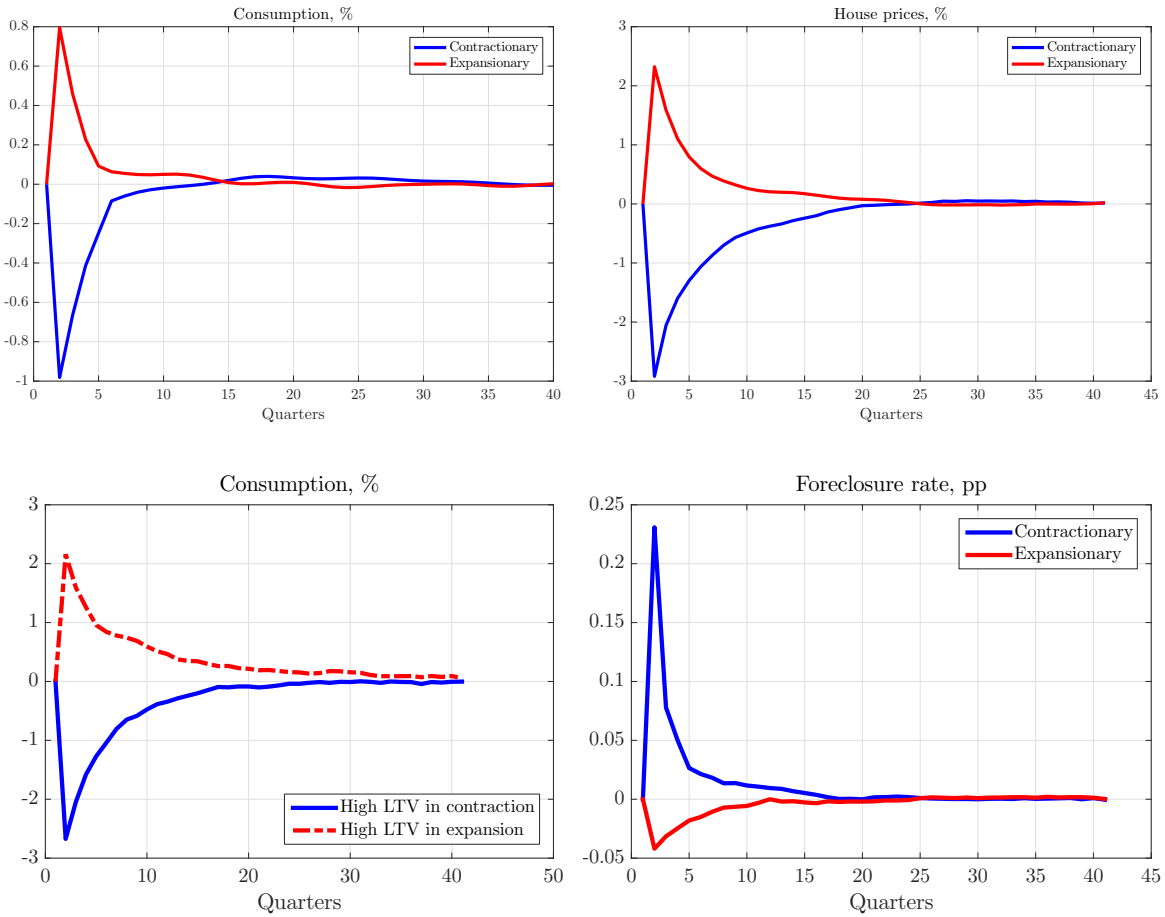 Consumption, %
0.8
0.6
0.4
0.2
0
-0.2
-0.4
-0.6
-0.8
-1
0 5 10 15 20 25 30 35 40
Quarters
Contractionary
Expansionary
House prices, %
3
2
1
0
-1
-2
-3
0 5 10 15 20 25 30 35 40 45
Quarters
Contractionary
Expansionary
Consumption, %
3
2
1
0
-1
-2
-3
0 10 20 30 40 50
Quarters
High LTV in contraction
High LTV in expansion
Foreclosure rate, pp
0.25
0.2
0.15
0.1
0.05
0
-0.05
0 5 10 15 20 25 30 35 40 45
Quarters
Contractionary
Expansionary